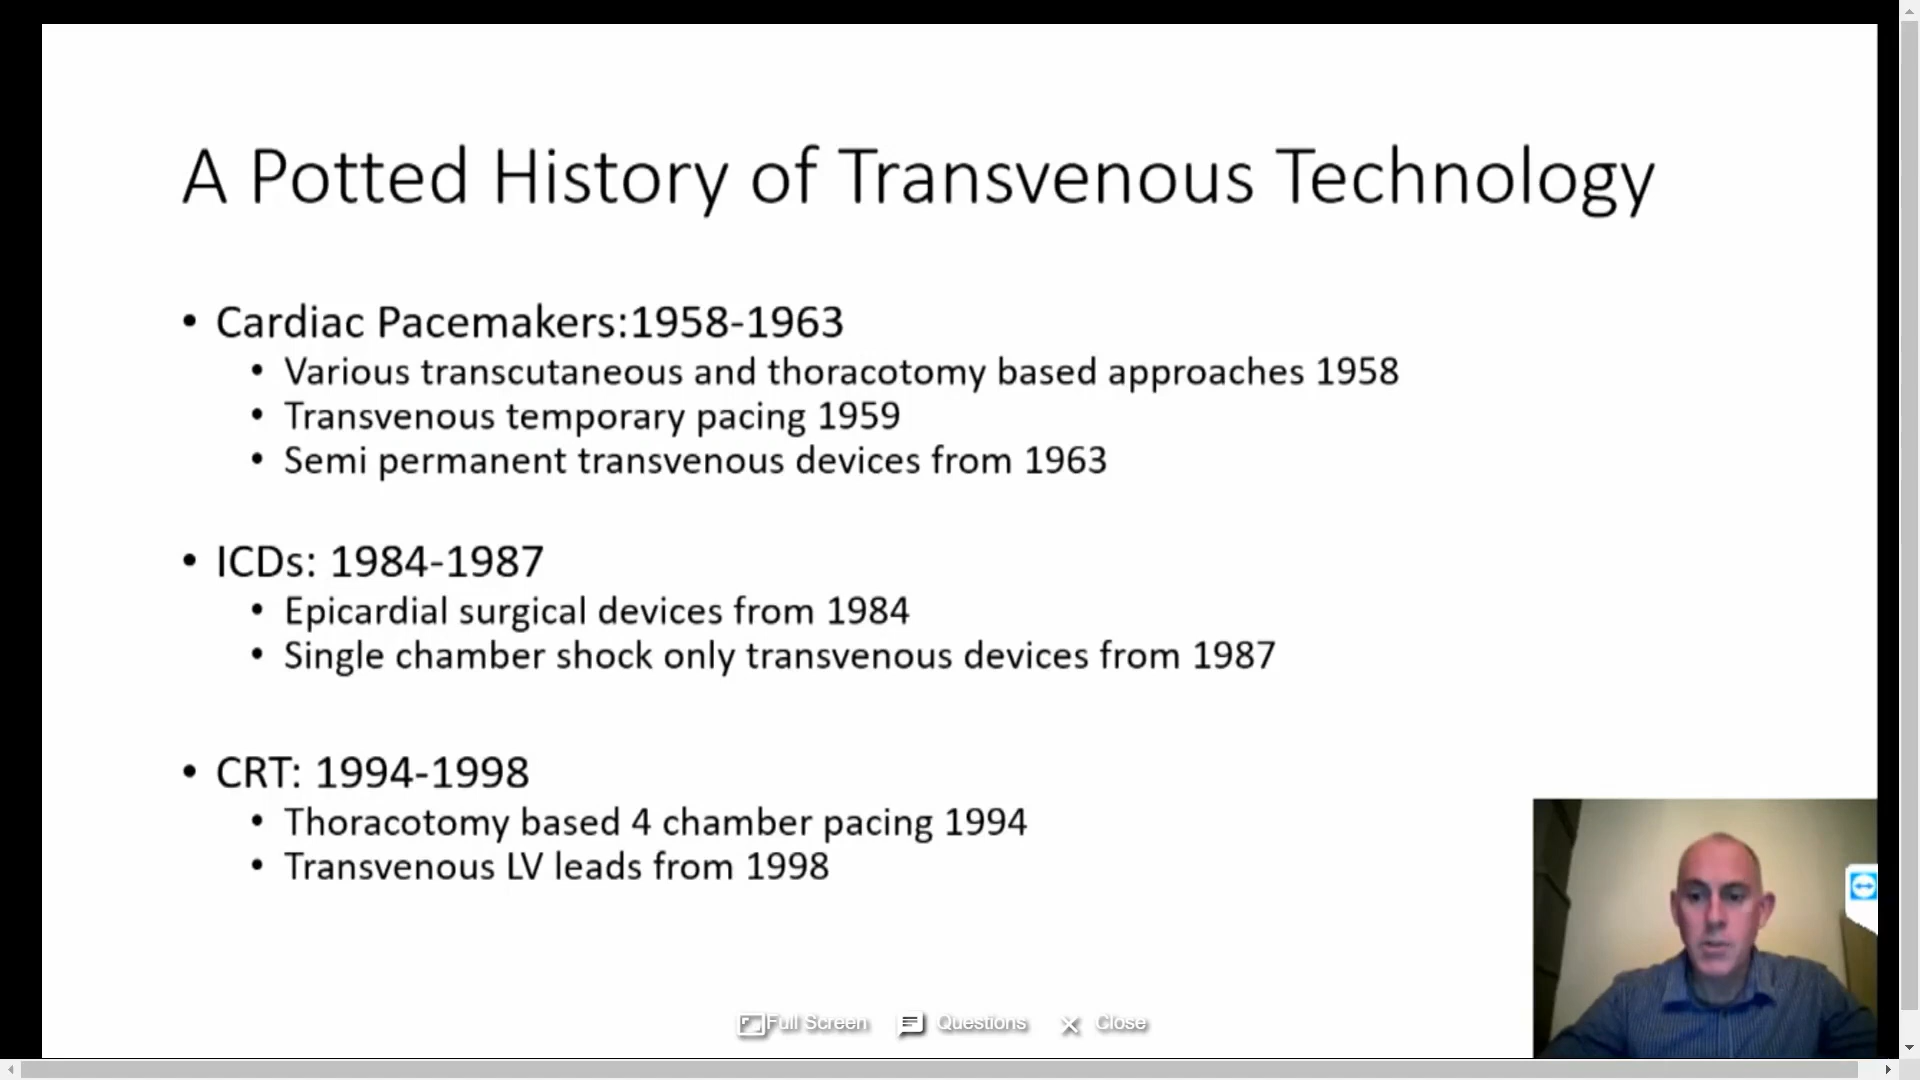 A Potted History of Transvenous Technology
• Cardiac Pacemakers:1958-1963
• Various transcutaneous and thoracotomy based approaches 1958
• Transvenous temporary pacing 1959
• Semi permanent transvenous devices from 1963
• ICDs: 1984-1987
• Epicardial surgical devices from 1984
• Single chamber shock only transvenous devices from 1987
• CRT: 1994-1998
• Thoracotomy based 4 chamber pacing 1994
• Transvenous LV leads from 1998
Full Screen Questions Close